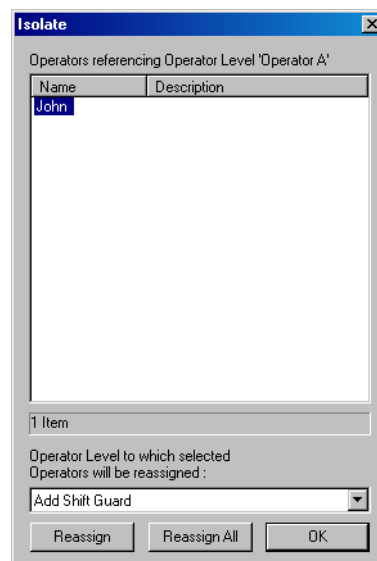 Isolate
Operators referencing Operator Level 'Operator A'
Name Description
John
1 Item
Operator Level to which selected
Operators will be reassigned :
Add Shift Guard
Reassign Reassign All OK